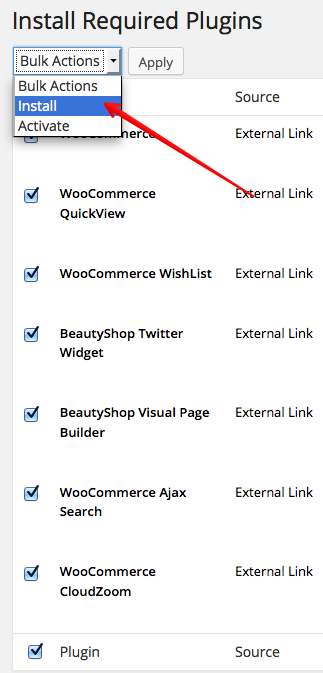 Install Required Plugins
Bulk Actions
Apply
Bulk Actions
Install
Activate
Source
External Link
WooCommerce
QuickView
External Link
WooCommerce WishList
External Link
BeautyShop Twitter
Widget
External Link
BeautyShop Visual Page
Builder
External Link
WooCommerce Ajax
Search
External Link
WooCommerce
CloudZoom
External Link
Plugin
Source